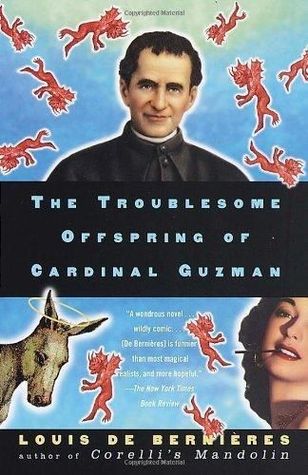 THE TROUBLESOME
OFFSPRING OF
CARDINAL GUZMAN
"A wondrous novel...
wildly comic...
(De Bernières) is funnier
than most magical
realists, and more hopeful."
—The New York Times
Book Review
LOUIS DE BERNIÈRES
author of Corelli's Mandolin